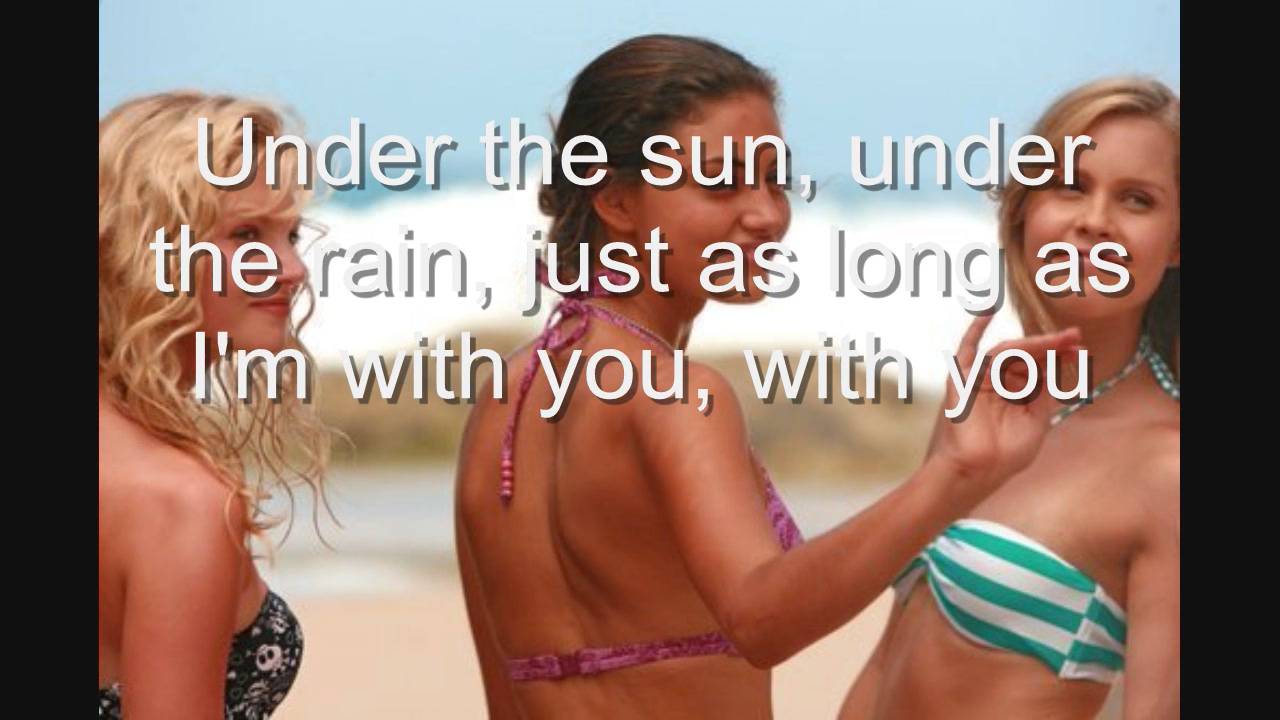 Under the sun, under
the rain, just as long as
I'm with you, with you